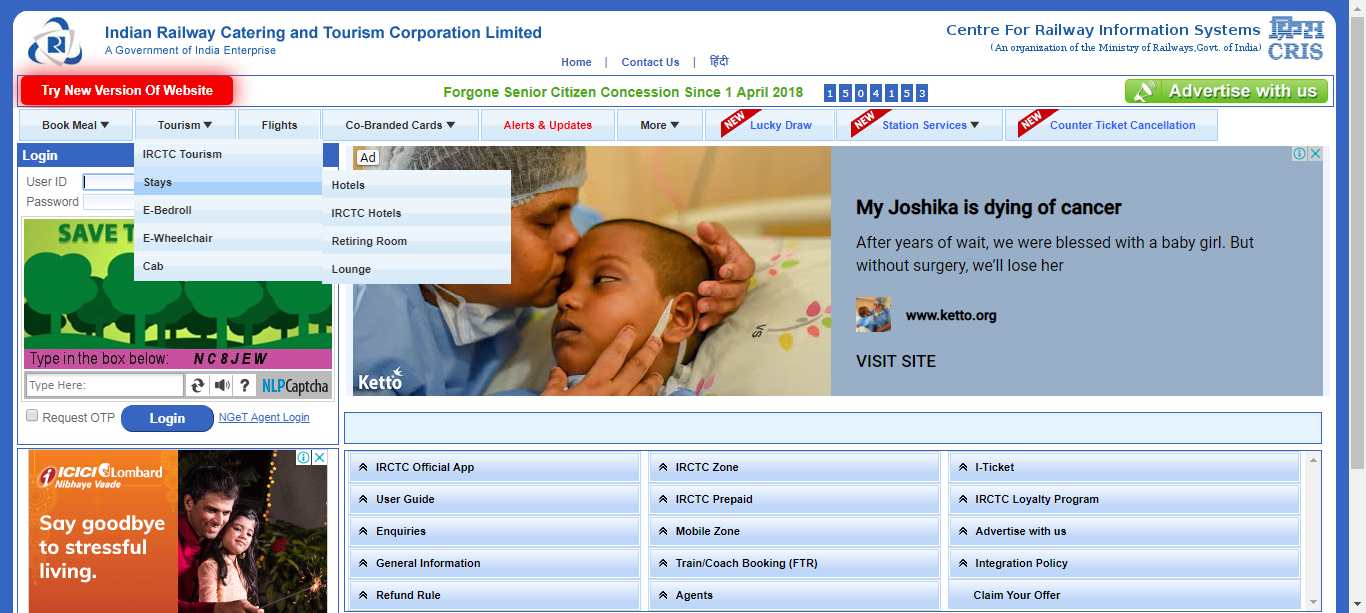 Indian Railway Catering and Tourism Corporation Limited
A Government of India Enterprise
Centre For Railway Information Systems
(An organization of the Ministry of Railways,Govt. of India)
CRIS
Home | Contact Us | हिंदी
Try New Version Of Website
Forgone Senior Citizen Concession Since 1 April 2018 1 5 0 4 1 5 3
Advertise with us
Book Meal
Tourism
Flights
Co-Branded Cards
Alerts & Updates
More
NEW Lucky Draw
NEW Station Services
NEW Counter Ticket Cancellation
Login
User ID
Password
IRCTC Tourism
Stays
E-Bedroll
E-Wheelchair
Cab
Hotels
IRCTC Hotels
Retiring Room
Lounge
SAVE T
Type in the box below: NC8JEW
Type Here:
? NLPCaptcha
Request OTP Login NGeT Agent Login
Ad
Ketto
VS
My Joshika is dying of cancer
After years of wait, we were blessed with a baby girl. But
without surgery, we'll lose her
www.ketto.org
VISIT SITE
ICICI Lombard
Nibhaye Vaade
Say goodbye
to stressful
living.
IRCTC Official App
IRCTC Zone
I-Ticket
User Guide
IRCTC Prepaid
IRCTC Loyalty Program
Enquiries
Mobile Zone
Advertise with us
General Information
Train/Coach Booking (FTR)
Integration Policy
Refund Rule
Agents
Claim Your Offer